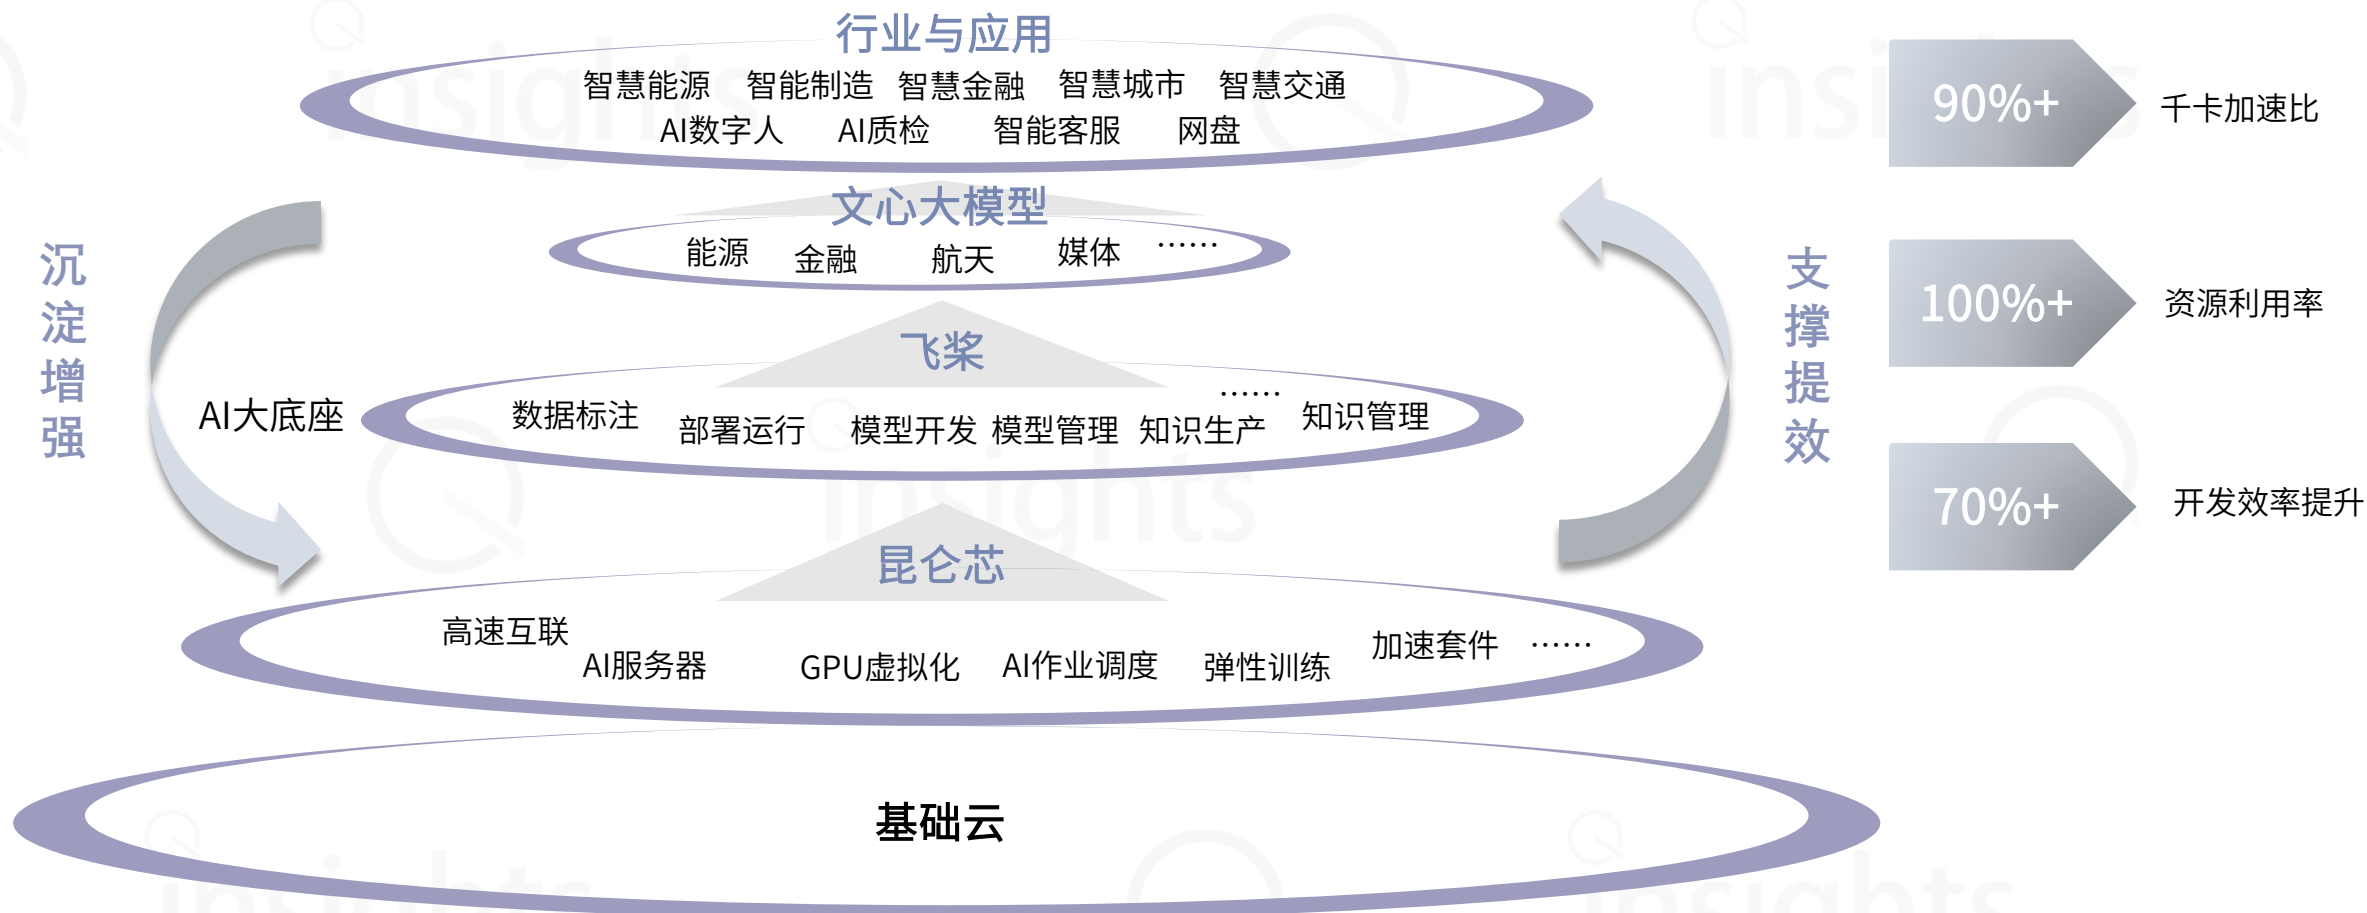 行业与应用
智慧能源 智能制造 智慧金融 智慧城市 智慧交通
AI数字人 AI质检 智能客服 网盘
文心大模型
能源 金融 航天 媒体 ……
飞桨
……
数据标注 部署运行 模型开发 模型管理 知识生产 知识管理
AI大底座
昆仑芯
高速互联 AI服务器 GPU虚拟化 AI作业调度 弹性训练 加速套件 ……
基础云
沉淀增强
支撑提效
90%+ 千卡加速比
100%+ 资源利用率
70%+ 开发效率提升
insights
insights
insights
insights
insights